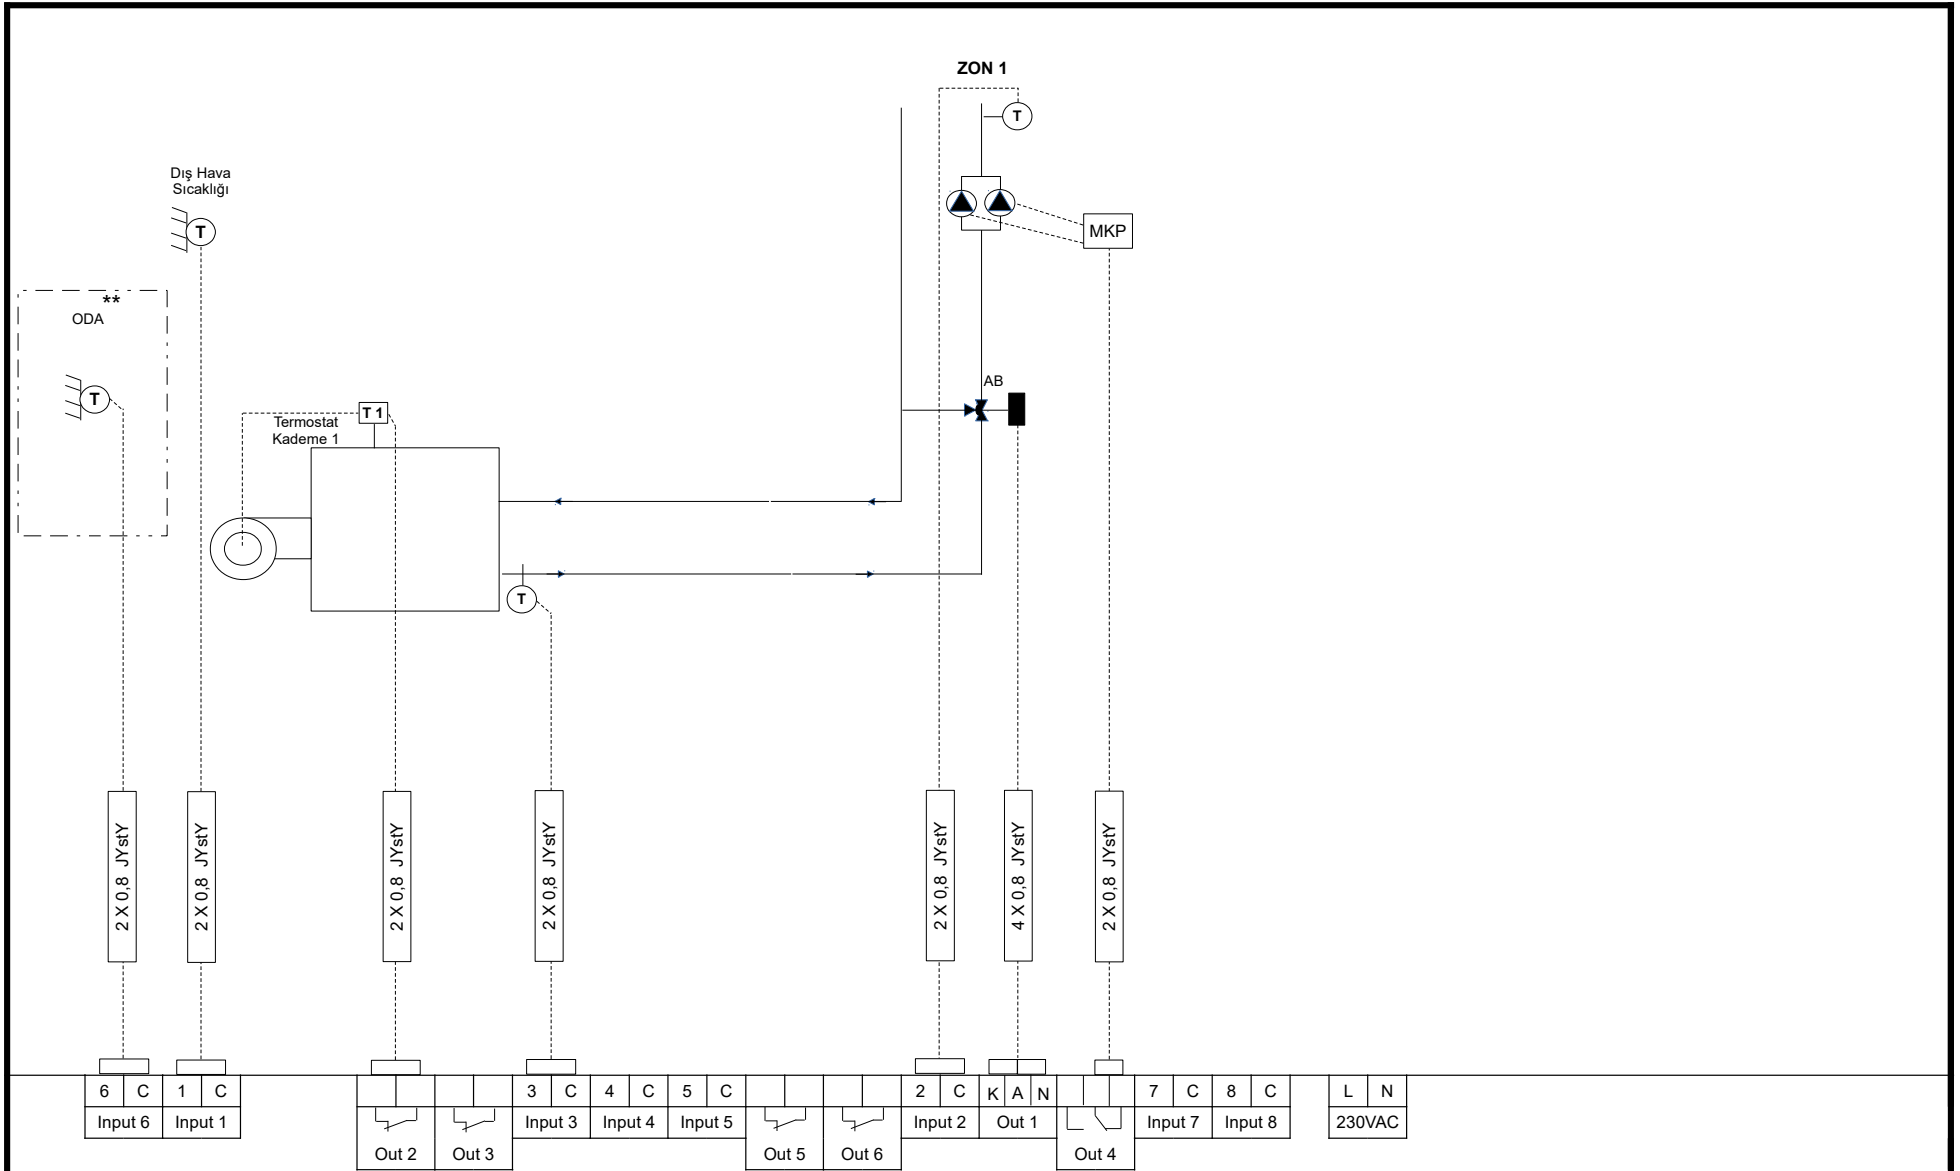 ZON 1
T
Dış Hava
Sıcaklığı
T
MKP
**
ODA
T
AB
T 1
Termostat
Kademe 1
T
2 X 0,8 JYstY
2 X 0,8 JYstY
2 X 0,8 JYstY
2 X 0,8 JYstY
2 X 0,8 JYstY
4 X 0,8 JYstY
2 X 0,8 JYstY
6 C 1 C 3 C 4 C 5 C 2 C K A N 7 C 8 C L N
Input 6 Input 1 Input 3 Input 4 Input 5 Input 2 Out 1 Input 7 Input 8 230VAC
Out 2 Out 3 Out 5 Out 6 Out 4